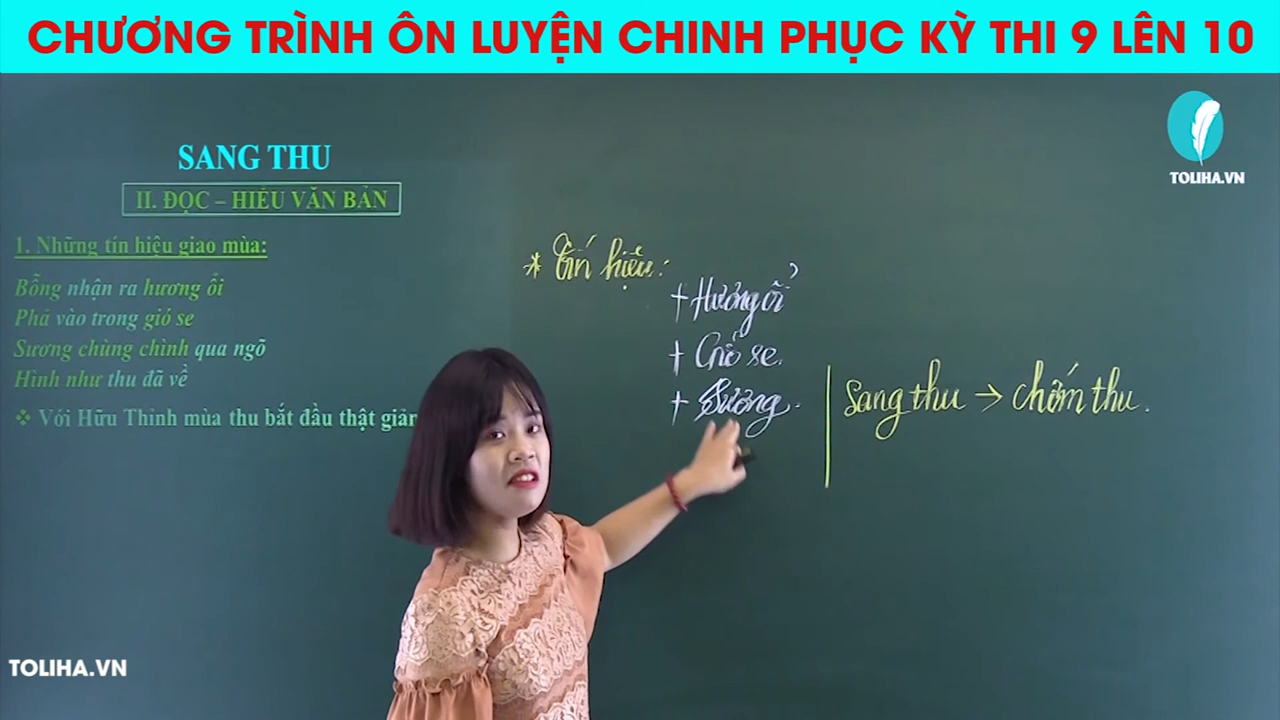 CHƯƠNG TRÌNH ÔN LUYỆN CHINH PHỤC KỲ THI 9 LÊN 10
TOLIHA.VN
SANG THU
II. ĐỌC – HIỂU VĂN BẢN
1. Những tín hiệu giao mùa:
Bỗng nhận ra hương ổi
Phả vào trong gió se
Sương chùng chình qua ngõ
Hình như thu đã về
❖ Với Hữu Thỉnh mùa thu bắt đầu thật giản
* Tín hiệu:
+ Hương ổi
+ Gió se.
+ Sương.
Sang thu → chớm thu.
TOLIHA.VN